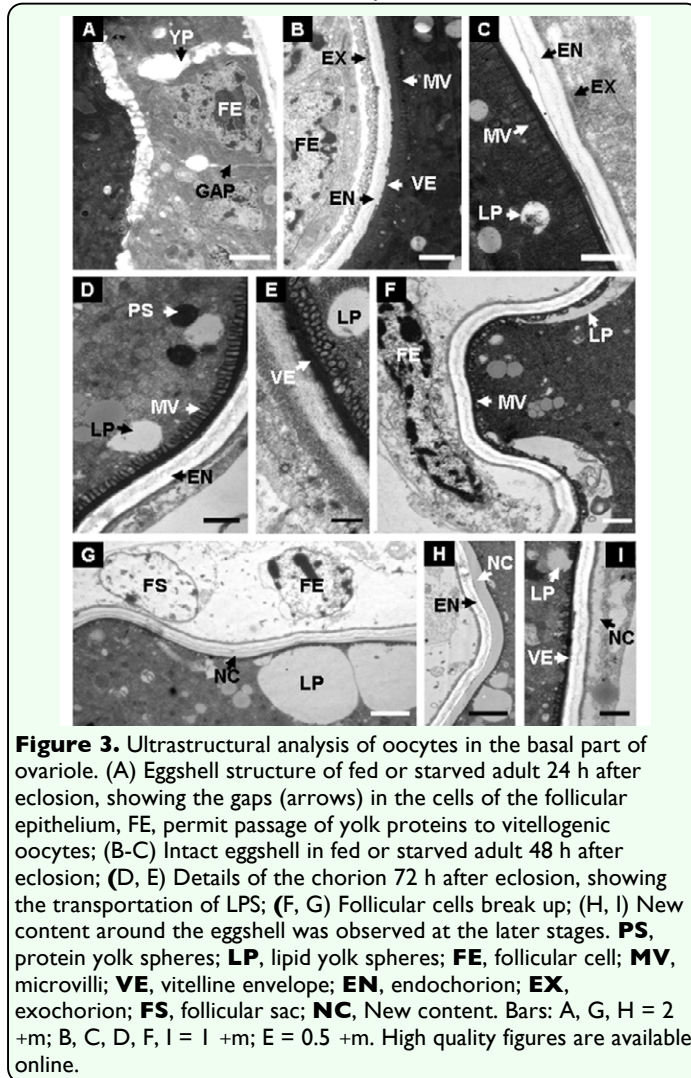 A
YP
FE
GAP
B
EX
MV
FE
EN
VE
C
EN
EX
MV
LP
D
PS
MV
LP
EN
E
LP
VE
F
FE
LP
MV
G
FS
FE
NC
LP
H
NC
EN
I
LP
NC
VE
Figure 3. Ultrastructural analysis of oocytes in the basal part of
ovariole. (A) Eggshell structure of fed or starved adult 24 h after
eclosion, showing the gaps (arrows) in the cells of the follicular
epithelium, FE, permit passage of yolk proteins to vitellogenic
oocytes; (B-C) Intact eggshell in fed or starved adult 48 h after
eclosion; (D, E) Details of the chorion 72 h after eclosion, showing
the transportation of LPS; (F, G) Follicular cells break up; (H, I) New
content around the eggshell was observed at the later stages. PS,
protein yolk spheres; LP, lipid yolk spheres; FE, follicular cell; MV,
microvilli; VE, vitelline envelope; EN, endochorion; EX,
exochorion; FS, follicular sac; NC, New content. Bars: A, G, H = 2
+m; B, C, D, F, I = 1 +m; E = 0.5 +m. High quality figures are available
online.